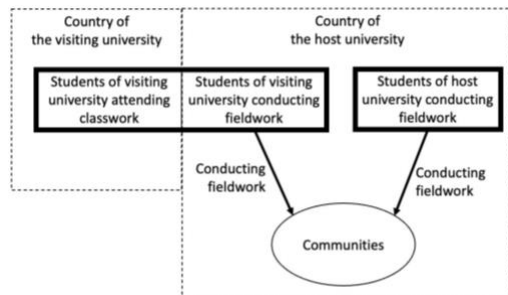 Country of
the visiting university
Country of
the host university
Students of visiting
university attending
classwork
Students of visiting
university conducting
fieldwork
Students of host
university conducting
fieldwork
Conducting
fieldwork
Conducting
fieldwork
Communities